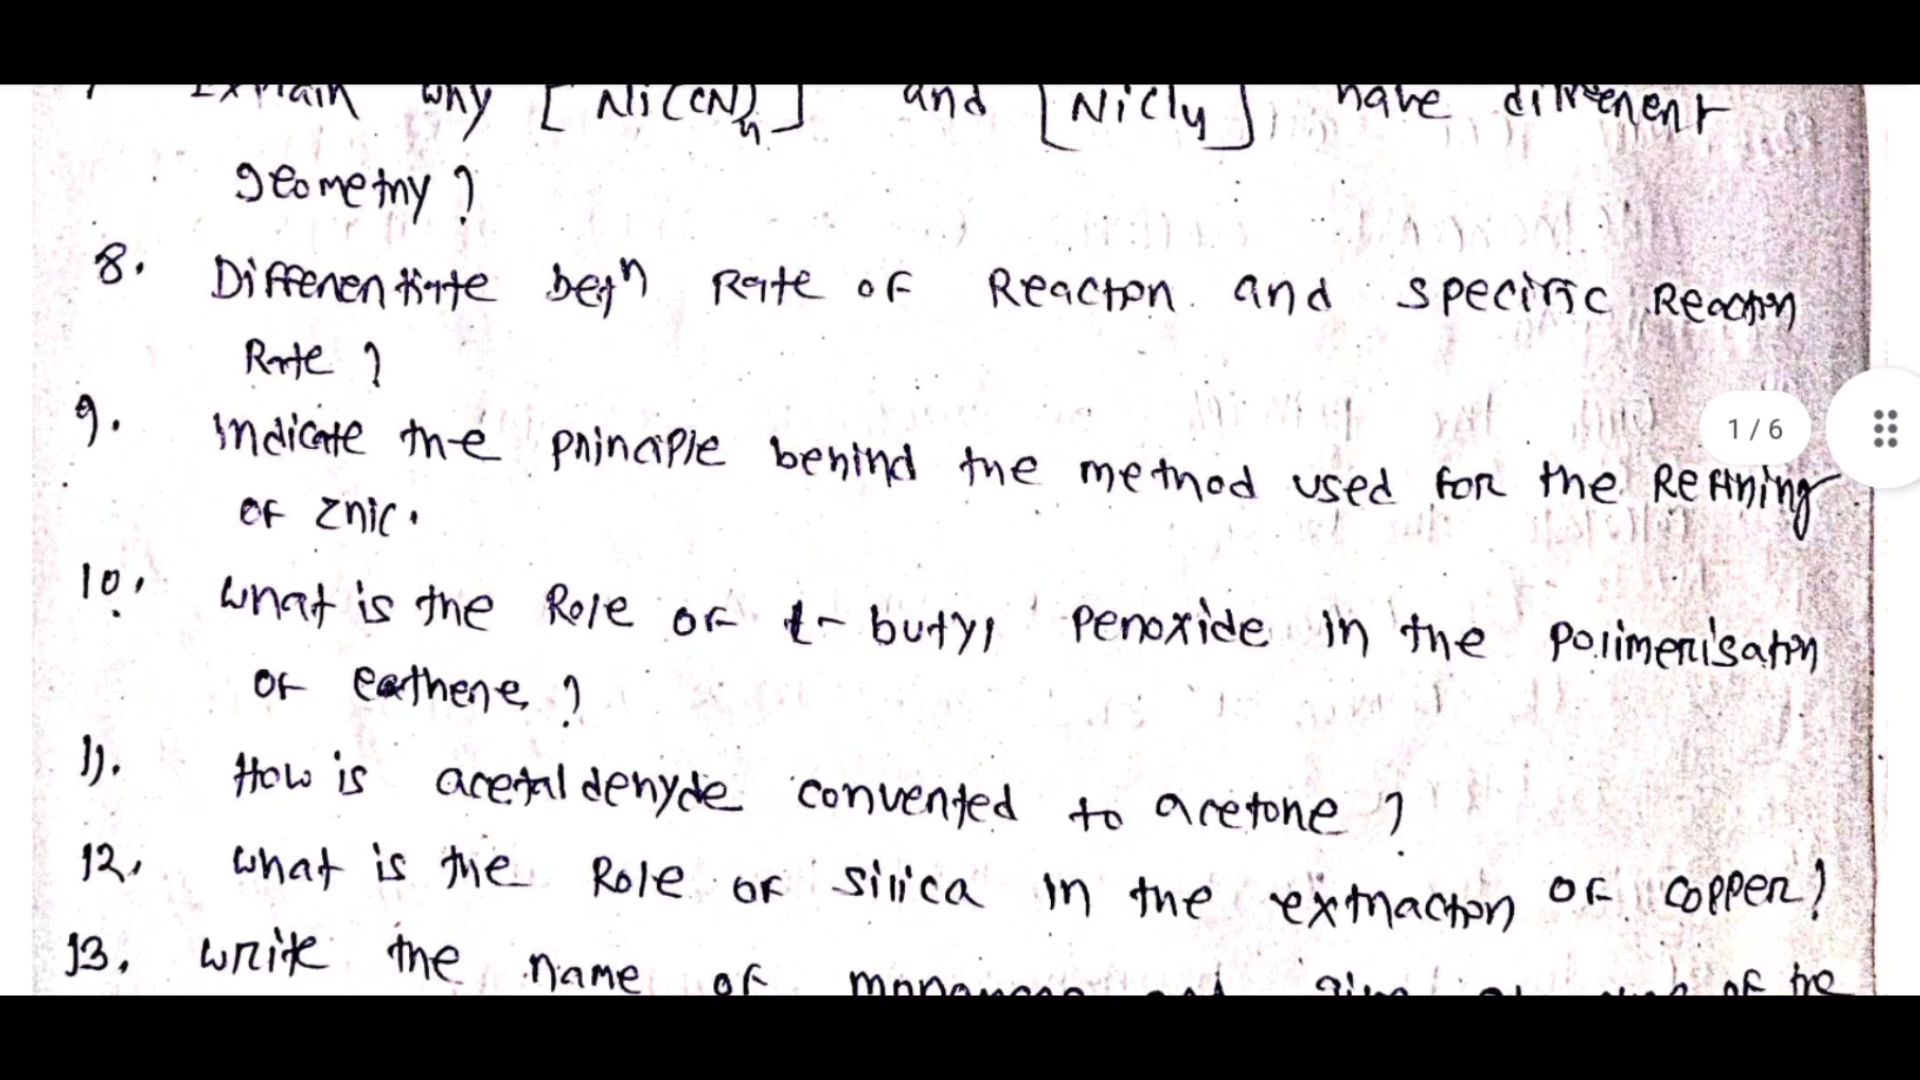 Explain why [Ni(CN)4] and [NiCl4] have different
geometry ?
8. Differentiate betn Rate of Reaction and specific Reaction
Rate ?
1 / 6
9. Indicate the principle behind the method used for the Refining
of znic.
10. What is the Role of t- butyl peroxide in the polimerisation
of eathene ?
11. How is acetaldehyde converted to acetone ?
12. What is the Role of silica in the extraction of copper?
13. Write the name of of the